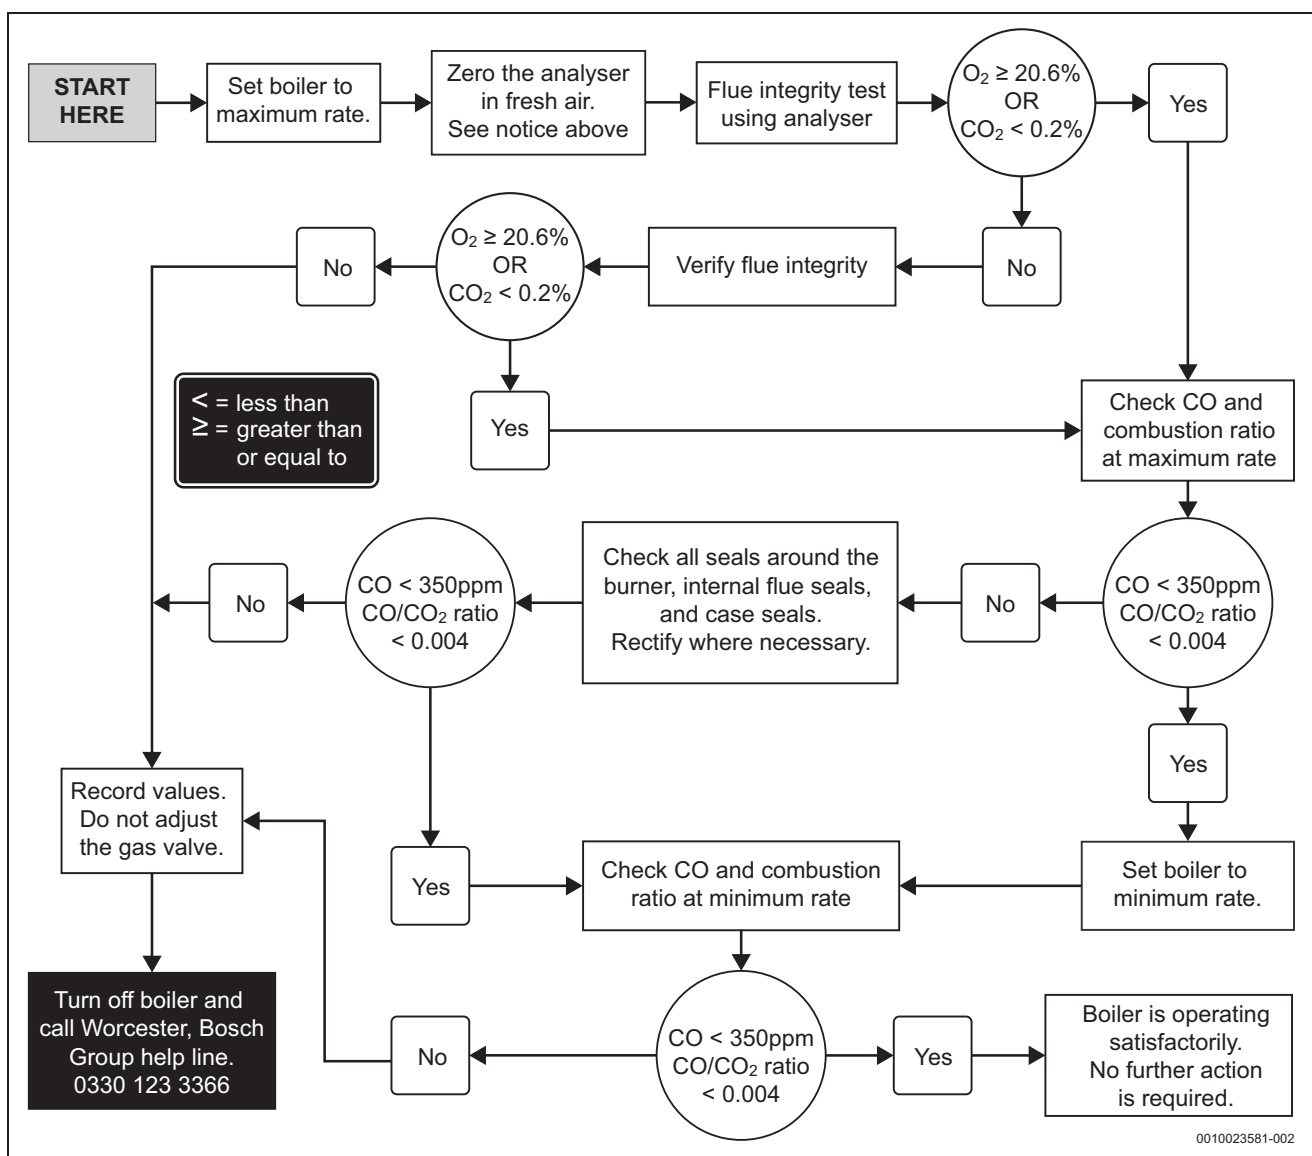 START
HERE
Set boiler to
maximum rate.
Zero the analyser
in fresh air.
See notice above
Flue integrity test
using analyser
O₂ ≥ 20.6%
OR
CO₂ < 0.2%
Yes
No
Verify flue integrity
O₂ ≥ 20.6%
OR
CO₂ < 0.2%
No
Yes
< = less than
≥ = greater than
or equal to
Check CO and
combustion ratio
at maximum rate
CO < 350ppm
CO/CO₂ ratio
< 0.004
No
Check all seals around the
burner, internal flue seals,
and case seals.
Rectify where necessary.
CO < 350ppm
CO/CO₂ ratio
< 0.004
No
Yes
Yes
Set boiler to
minimum rate.
Check CO and combustion
ratio at minimum rate
Record values.
Do not adjust
the gas valve.
CO < 350ppm
CO/CO₂ ratio
< 0.004
No
Yes
Boiler is operating
satisfactorily.
No further action
is required.
Turn off boiler and
call Worcester, Bosch
Group help line.
0330 123 3366
0010023581-002